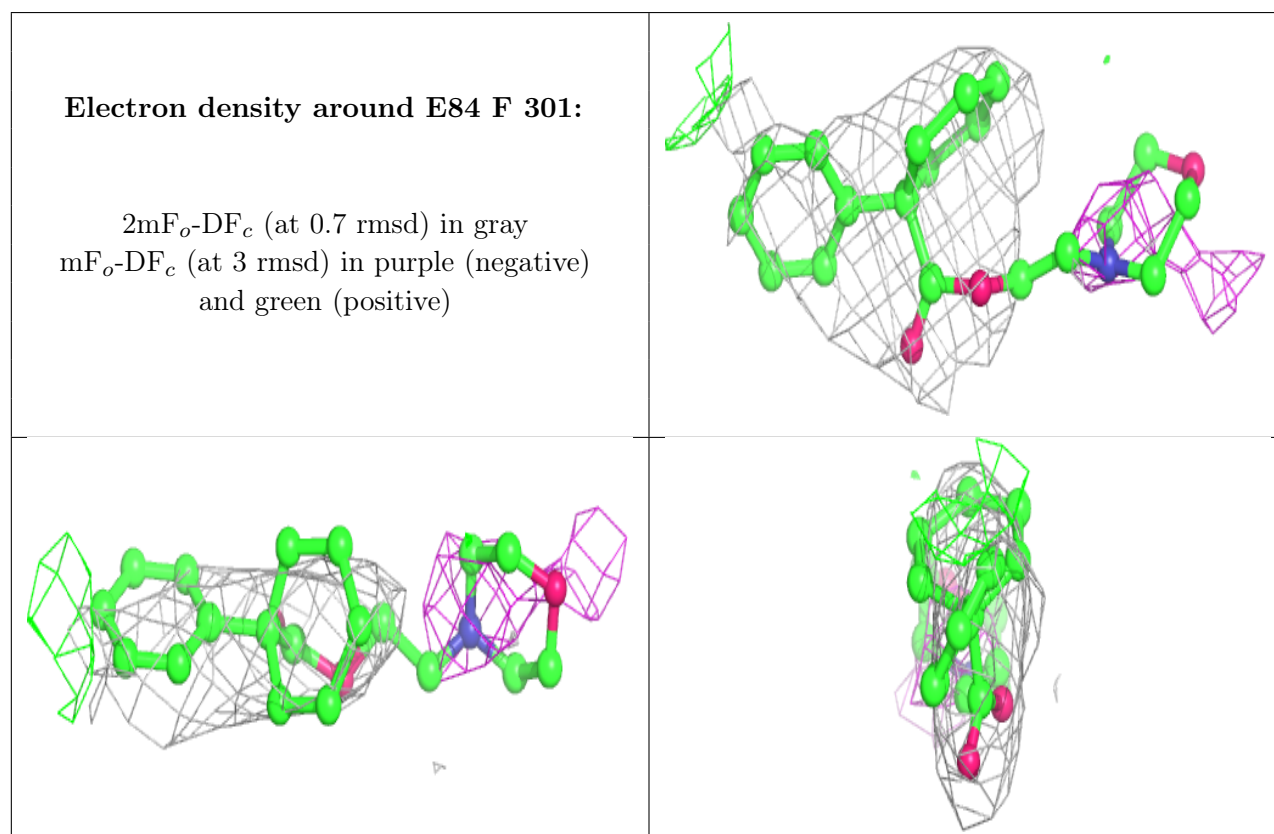 Electron density around E84 F 301:
2mFo-DFc (at 0.7 rmsd) in gray
mFo-DFc (at 3 rmsd) in purple (negative)
and green (positive)